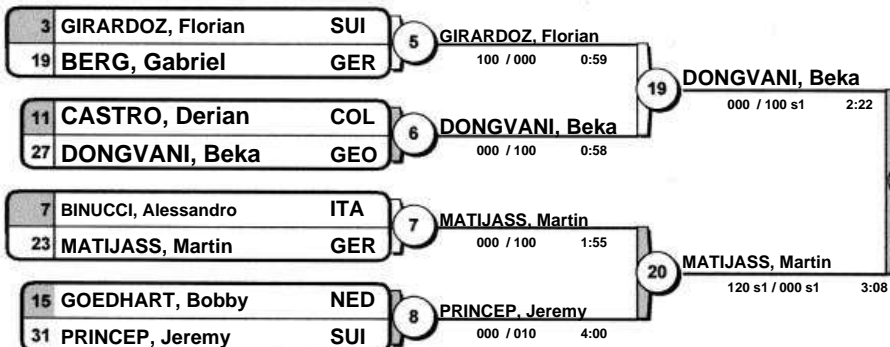 3 GIRARDOZ, Florian SUI
19 BERG, Gabriel GER
5
GIRARDOZ, Florian
100 / 000 0:59
11 CASTRO, Derian COL
27 DONGVANI, Beka GEO
6
DONGVANI, Beka
000 / 100 0:58
19
DONGVANI, Beka
000 / 100 s1 2:22
7 BINUCCI, Alessandro ITA
23 MATIJASS, Martin GER
7
MATIJASS, Martin
000 / 100 1:55
15 GOEDHART, Bobby NED
31 PRINCEP, Jeremy SUI
8
PRINCEP, Jeremy
000 / 010 4:00
20
MATIJASS, Martin
120 s1 / 000 s1 3:08